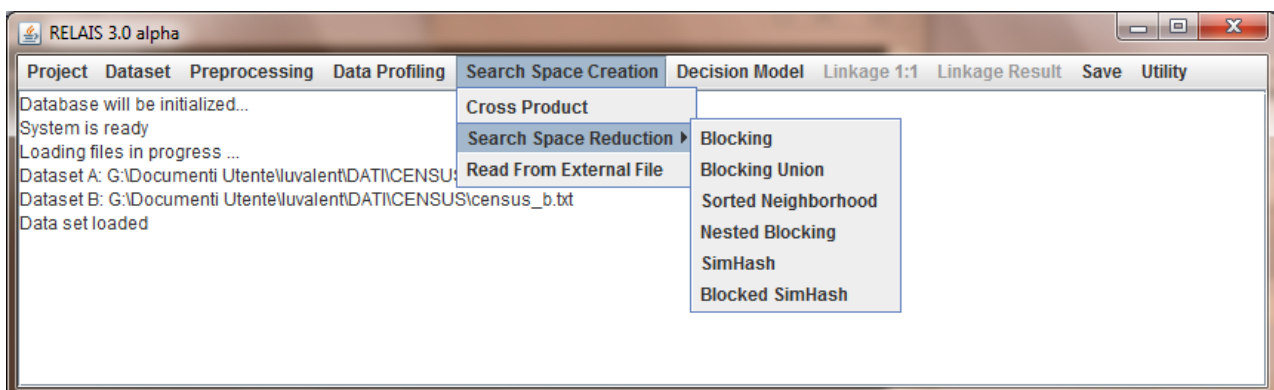 RELAIS 3.0 alpha
Project Dataset Preprocessing Data Profiling Search Space Creation Decision Model Linkage 1:1 Linkage Result Save Utility
Database will be initialized...
System is ready
Loading files in progress ...
Dataset A: G:\Documenti Utente\luvalent\DATI\CENSUS
Dataset B: G:\Documenti Utente\luvalent\DATI\CENSUS\census_b.txt
Data set loaded
Cross Product
Search Space Reduction
Read From External File
Blocking
Blocking Union
Sorted Neighborhood
Nested Blocking
SimHash
Blocked SimHash